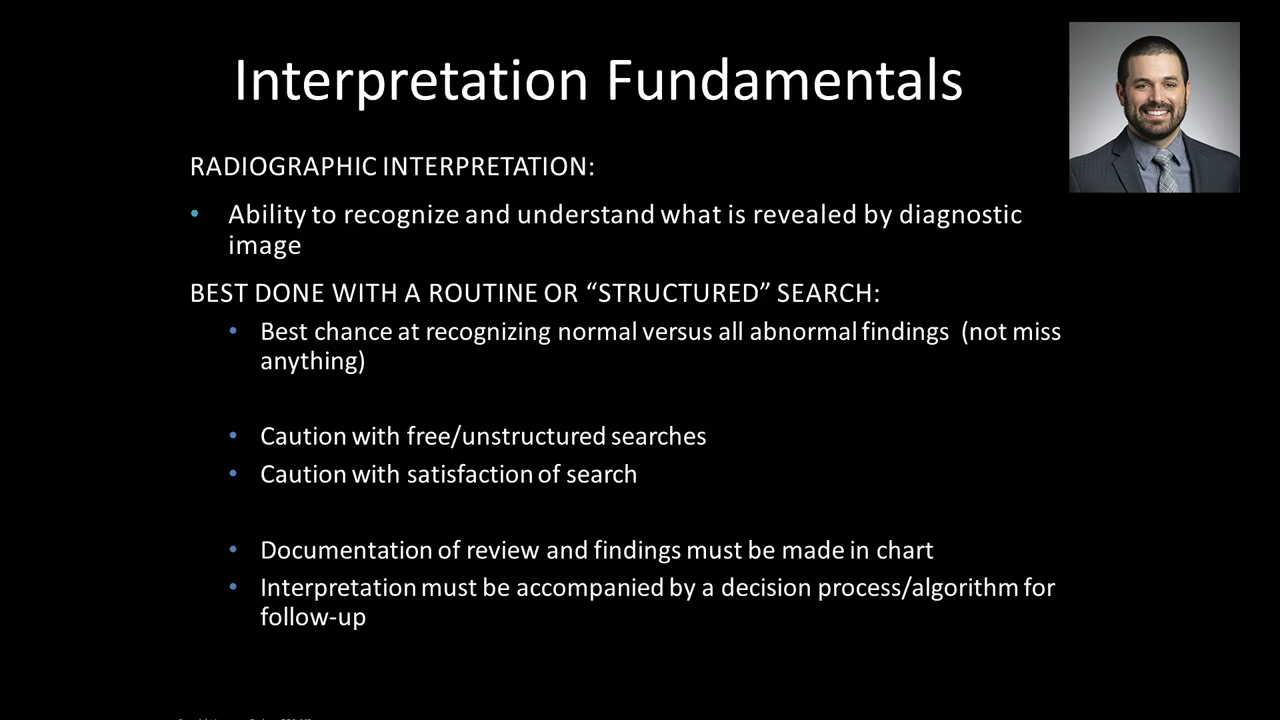 Interpretation Fundamentals
RADIOGRAPHIC INTERPRETATION:
• Ability to recognize and understand what is revealed by diagnostic
image
BEST DONE WITH A ROUTINE OR “STRUCTURED” SEARCH:
• Best chance at recognizing normal versus all abnormal findings (not miss
anything)
• Caution with free/unstructured searches
• Caution with satisfaction of search
• Documentation of review and findings must be made in chart
• Interpretation must be accompanied by a decision process/algorithm for
follow-up